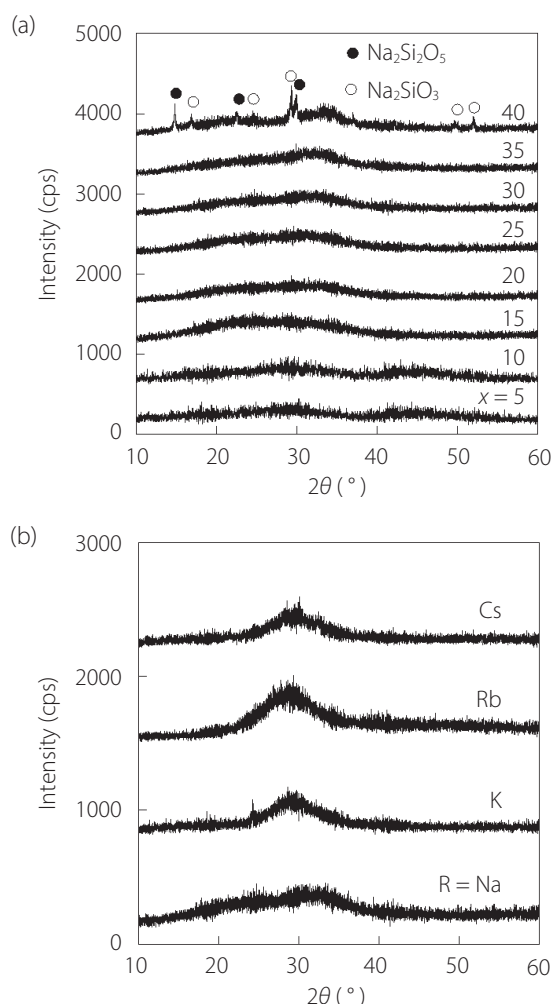 (a)
5000
● Na₂Si₂O₅
○ Na₂SiO₃
40
4000
35
30
3000
25
20
2000
15
10
1000
x = 5
0
10 20 30 40 50 60
Intensity (cps)
2θ ( ° )
(b)
3000
Cs
2000
Rb
K
1000
R = Na
0
10 20 30 40 50 60
Intensity (cps)
2θ ( ° )